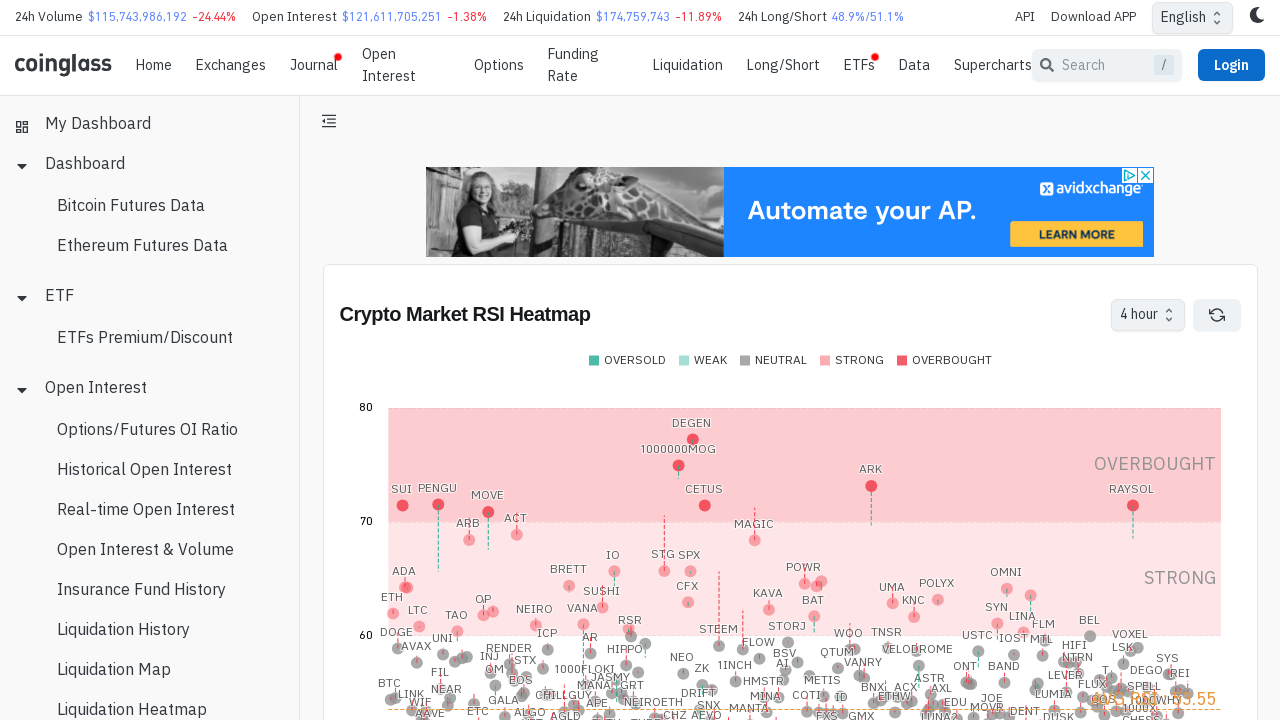 24h Volume $115,743,986,192 -24.44% Open Interest $121,611,705,251 -1.38% 24h Liquidation $174,759,743 -11.89% 24h Long/Short 48.9%/51.1% API Download APP English
coinglass Home Exchanges Journal Open Interest Options Funding Rate Liquidation Long/Short ETFs Data Supercharts Search / Login
My Dashboard
Dashboard
Bitcoin Futures Data
Ethereum Futures Data
ETF
ETFs Premium/Discount
Open Interest
Options/Futures OI Ratio
Historical Open Interest
Real-time Open Interest
Open Interest & Volume
Insurance Fund History
Liquidation History
Liquidation Map
Liquidation Heatmap
Automate your AP.
avidxchange
LEARN MORE
Crypto Market RSI Heatmap
4 hour
OVERSOLD WEAK NEUTRAL STRONG OVERBOUGHT
80
DEGEN
1000000MOG
OVERBOUGHT
ARK
SUI PENGU MOVE CETUS RAYSOL
70
ARB ACT MAGIC
IO STG SPX
STRONG
ADA BRETT POWR OMNI
ETH SUSHI CFX KAVA BAT UMA POLYX
LTC TAO OP NEIRO VANA KNC SYN LINA
60
DOGE UNI ICP AR RSR STEEM STORJ WOO TNSR USTC IOST MTL FLM BEL VOXEL
AVAX INJ RENDER STX HIPPO NEO FLOW BSV QTUM VELODROME HIFI LSK
FIL 1000FLOKI ZK 1INCH AI VANRY ONT BAND NTRN DEGO SYS
BTC NEAR OM EOS JASMY MANA GRT HMSTR METIS BNX ACX ASTR LEVER REI
LINK WIF GALA CHILLGUY APE NEIROETH DRIFT MINA COTI ID ETHW AXL LUMIA FLUX SPELL
AAVE ETC ALGO AGLD CHZ SNX AEVO MANTA FXS GMX EDU LUNA2 JOE MOVR DENT DUSK